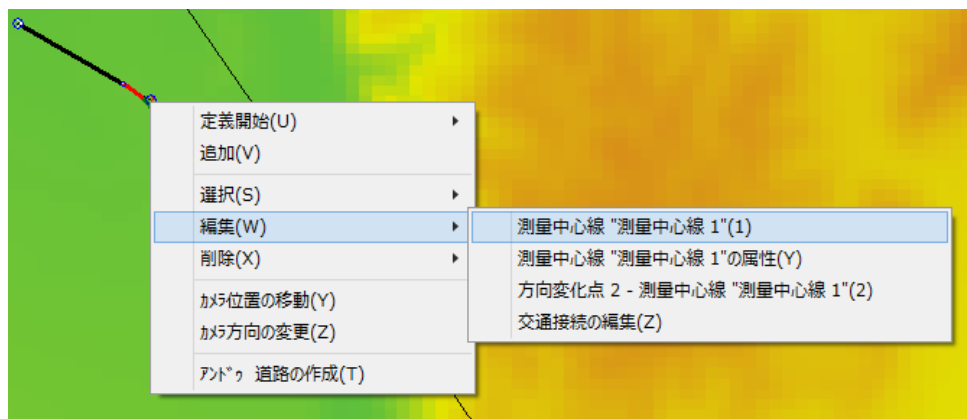 定義開始(U)
追加(V)
選択(S)
編集(W)
削除(X)
ｶﾒﾗ位置の移動(Y)
ｶﾒﾗ方向の変更(Z)
ｱﾝﾄﾞｩ 道路の作成(T)
測量中心線 "測量中心線 1"(1)
測量中心線 "測量中心線 1"の属性(Y)
方向変化点 2 - 測量中心線 "測量中心線 1"(2)
交通接続の編集(Z)